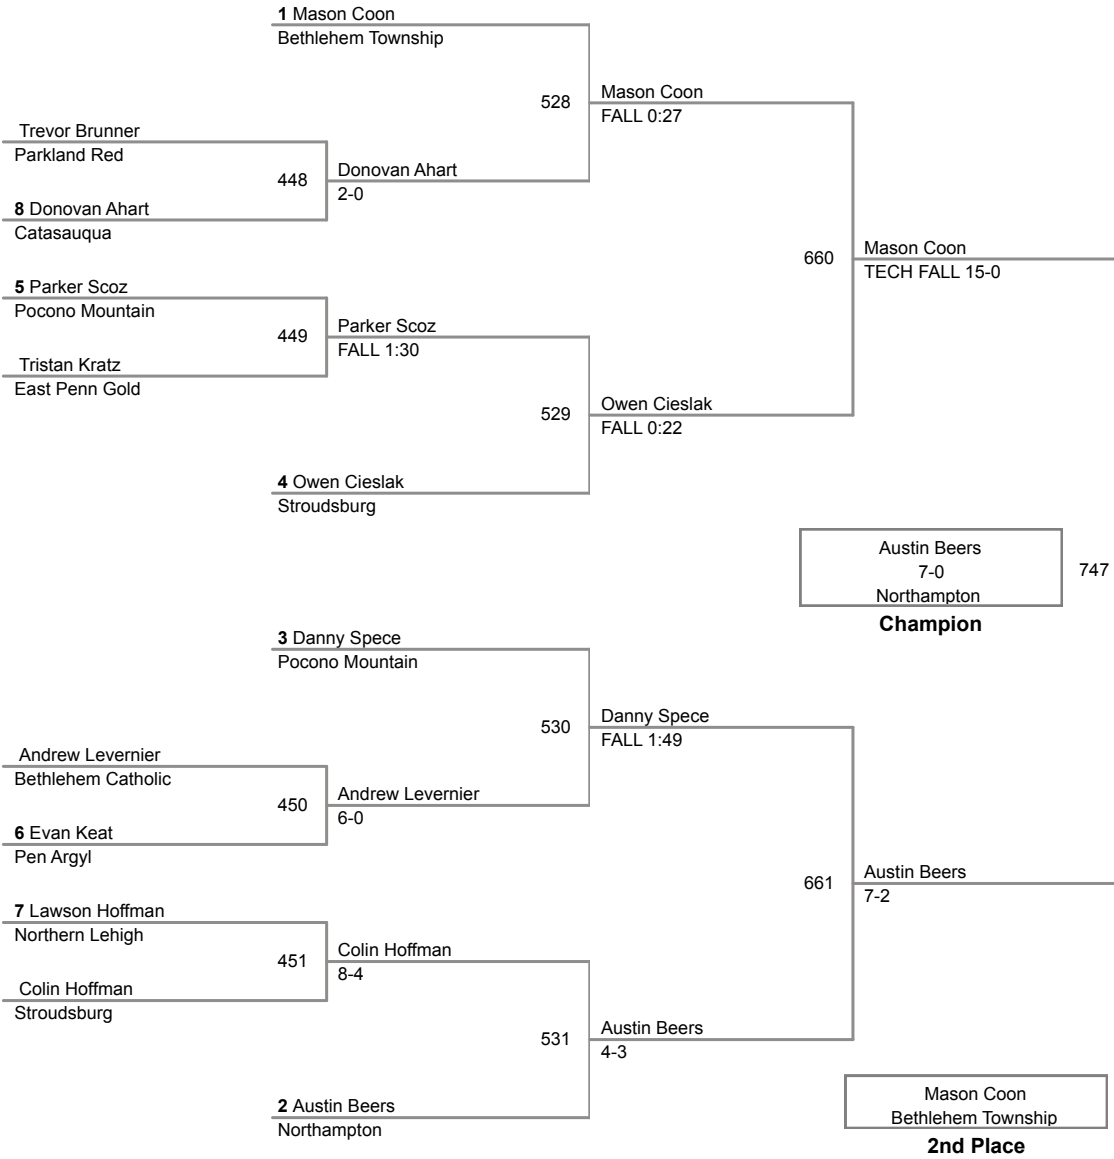 1 Mason Coon
Bethlehem Township
528
Mason Coon
FALL 0:27
Trevor Brunner
Parkland Red
448
Donovan Ahart
2-0
8 Donovan Ahart
Catasauqua
660
Mason Coon
TECH FALL 15-0
5 Parker Scoz
Pocono Mountain
449
Parker Scoz
FALL 1:30
Tristan Kratz
East Penn Gold
529
Owen Cieslak
FALL 0:22
4 Owen Cieslak
Stroudsburg
Austin Beers
7-0
Northampton
747
Champion
3 Danny Spece
Pocono Mountain
530
Danny Spece
FALL 1:49
Andrew Levernier
Bethlehem Catholic
450
Andrew Levernier
6-0
6 Evan Keat
Pen Argyl
661
Austin Beers
7-2
7 Lawson Hoffman
Northern Lehigh
451
Colin Hoffman
8-4
Colin Hoffman
Stroudsburg
531
Austin Beers
4-3
2 Austin Beers
Northampton
Mason Coon
Bethlehem Township
2nd Place